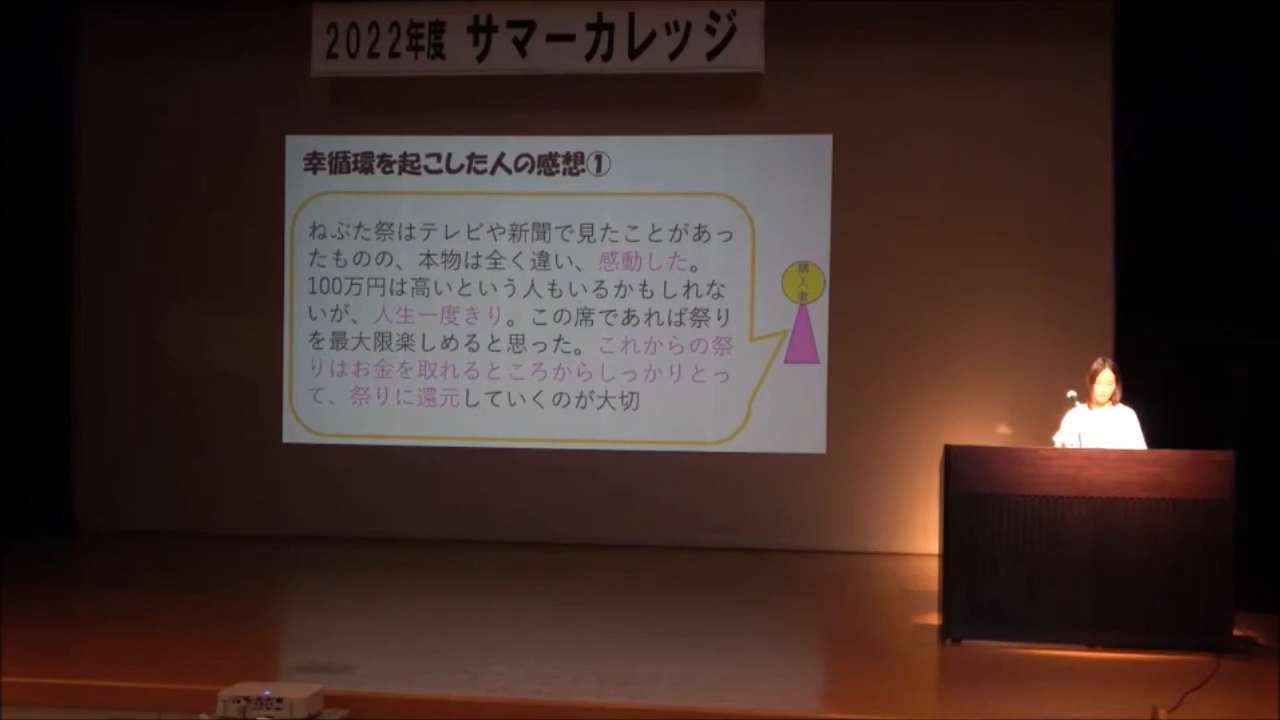 2022年度 サマーカレッジ
幸循環を起こした人の感想①
ねぶた祭はテレビや新聞で見たことがあっ
たものの、本物は全く違い、感動した。
100万円は高いという人もいるかもしれな
いが、人生一度きり。この席であれば祭り
を最大限楽しめると思った。これからの祭
りはお金を取れるところからしっかりとっ
て、祭りに還元していくのが大切
購
入
者